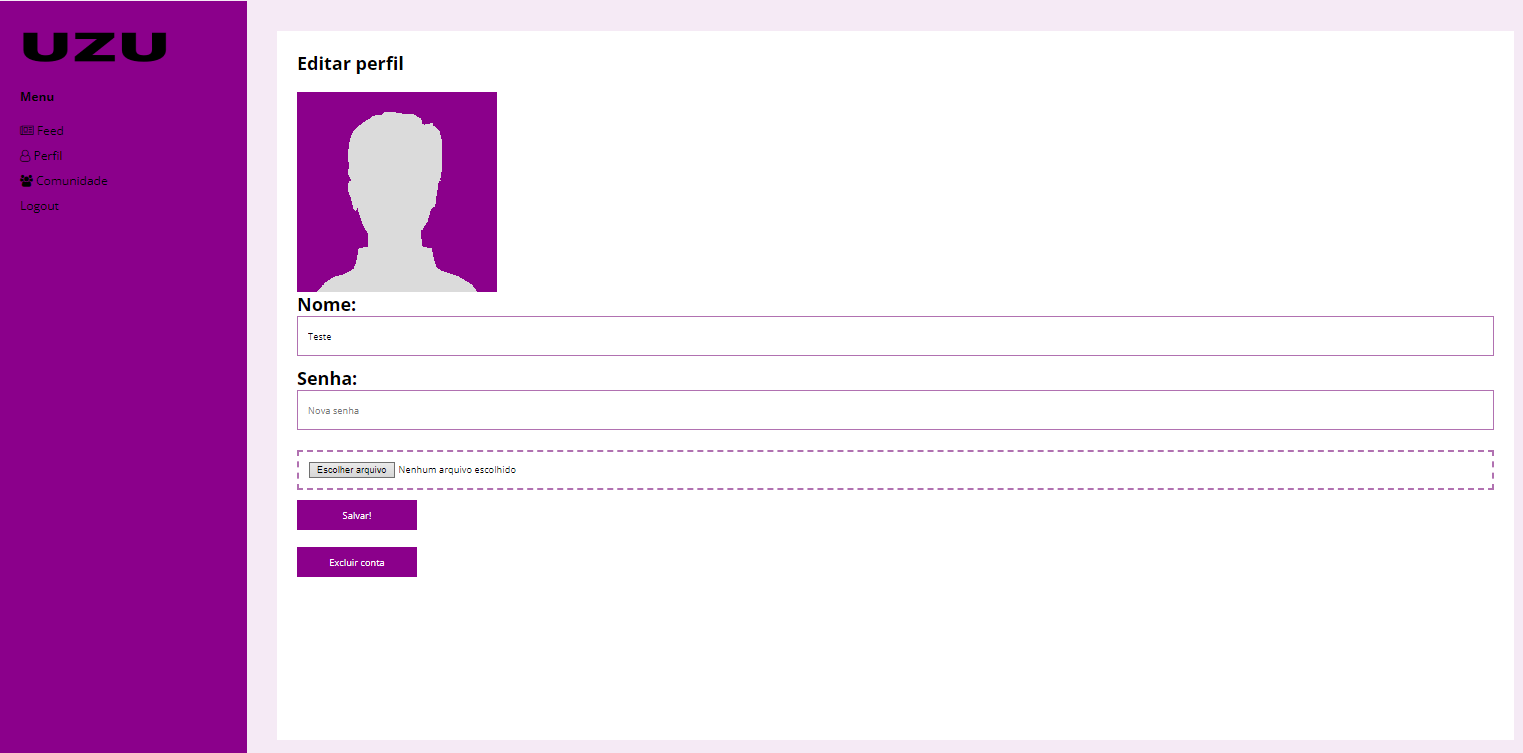 UZU
Menu
Feed
Perfil
Comunidade
Logout
Editar perfil
Nome:
Teste
Senha:
Nova senha
Escolher arquivo Nenhum arquivo escolhido
Salvar!
Excluir conta